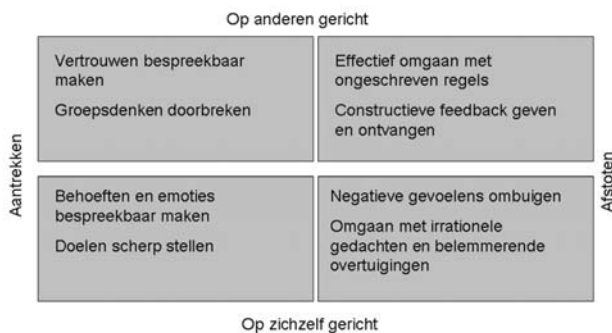 Op anderen gericht
Aantrekken
Vertrouwen bespreekbaar
maken
Groepsdenken doorbreken
Effectief omgaan met
ongeschreven regels
Constructieve feedback geven
en ontvangen
Afstoten
Behoeften en emoties
bespreekbaar maken
Doelen scherp stellen
Negatieve gevoelens ombuigen
Omgaan met irrationele
gedachten en belemmerende
overtuigingen
Op zichzelf gericht